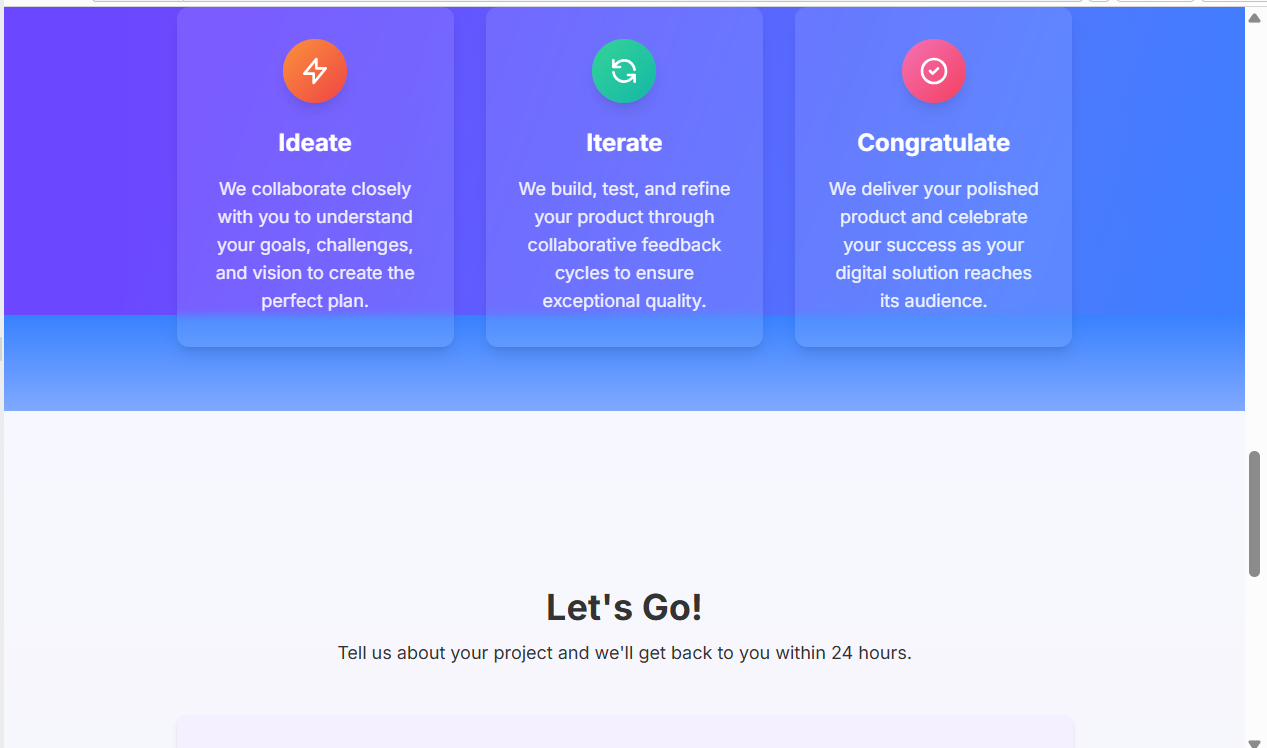 Ideate
We collaborate closely
with you to understand
your goals, challenges,
and vision to create the
perfect plan.
Iterate
We build, test, and refine
your product through
collaborative feedback
cycles to ensure
exceptional quality.
Congratulate
We deliver your polished
product and celebrate
your success as your
digital solution reaches
its audience.
Let's Go!
Tell us about your project and we'll get back to you within 24 hours.